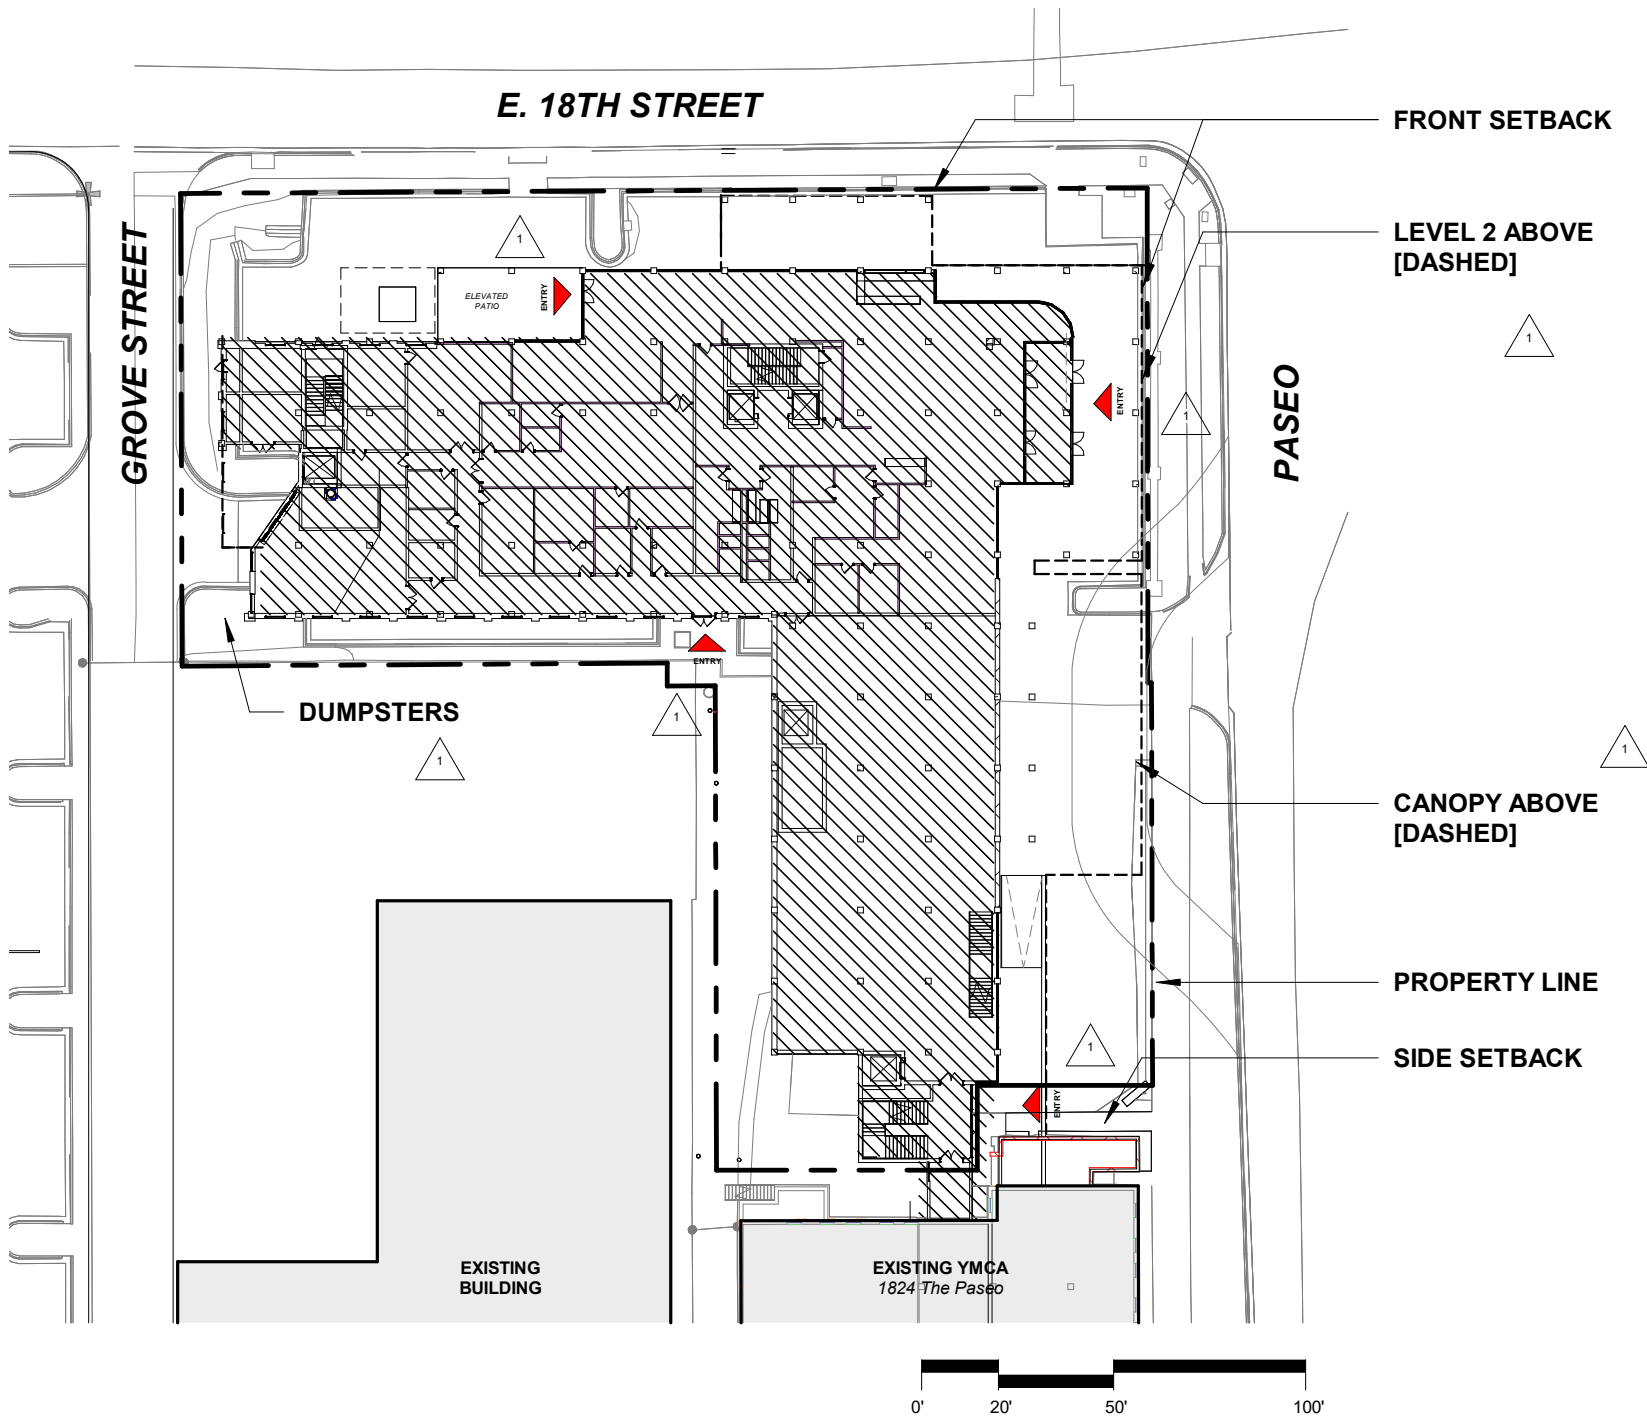 E. 18TH STREET
FRONT SETBACK
LEVEL 2 ABOVE
[DASHED]
GROVE STREET
1
ELEVATED
PATIO
ENTRY
1
PASEO
ENTRY
1
ENTRY
DUMPSTERS
1
1
1
CANOPY ABOVE
[DASHED]
PROPERTY LINE
1
SIDE SETBACK
ENTRY
EXISTING
BUILDING
EXISTING YMCA
1824 The Paseo
0'
20'
50'
100'